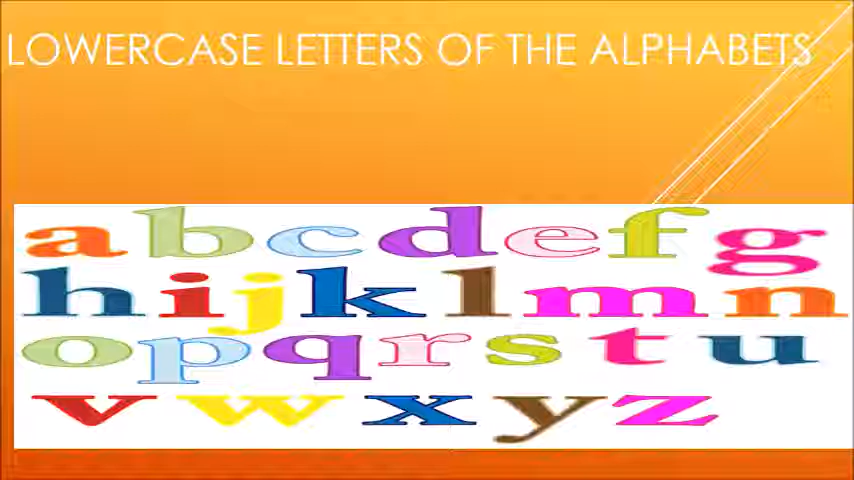 LOWERCASE LETTERS OF THE ALPHABETS
a b c d e f g
h i j k l m n
o p q r s t u
v w x y z